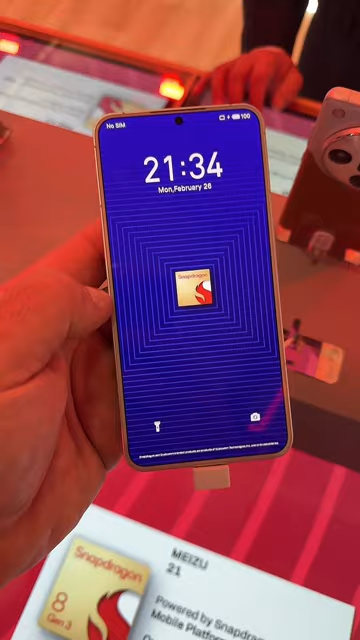 No SIM
100
21:34
Mon,February 26
Snapdragon
MEIZU
21
Snapdragon
8
Gen 3
Powered by Snapdragon
Mobile Platform